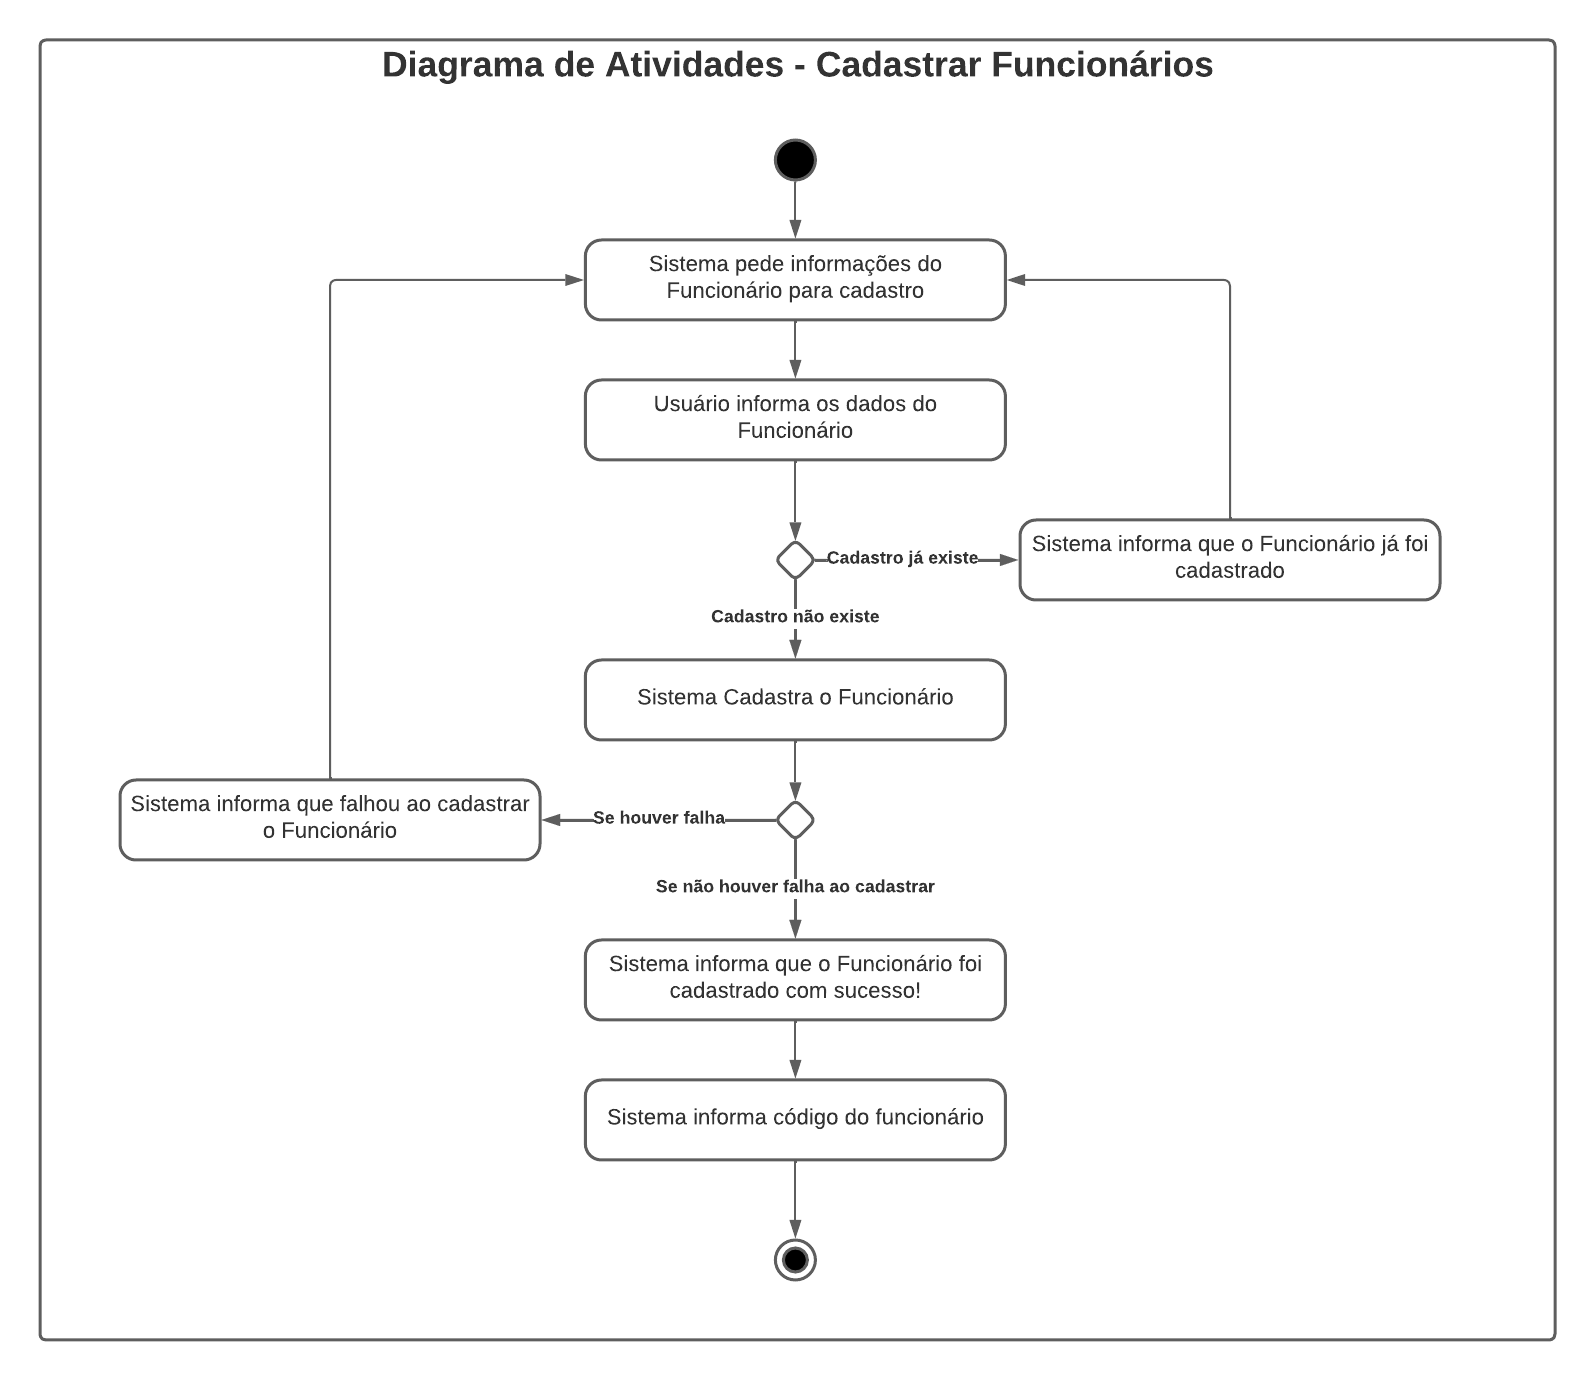 Diagrama de Atividades - Cadastrar Funcionários
Sistema pede informações do
Funcionário para cadastro
Usuário informa os dados do
Funcionário
Cadastro já existe
Sistema informa que o Funcionário já foi
cadastrado
Cadastro não existe
Sistema Cadastra o Funcionário
Sistema informa que falhou ao cadastrar
o Funcionário
Se houver falha
Se não houver falha ao cadastrar
Sistema informa que o Funcionário foi
cadastrado com sucesso!
Sistema informa código do funcionário